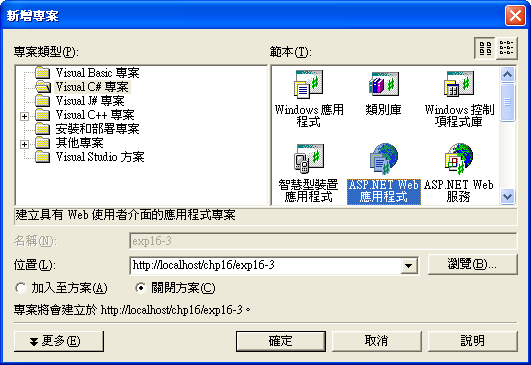 新增專案
專案類型(P):
範本(T):
Visual Basic 專案
Visual C# 專案
Visual J# 專案
Visual C++ 專案
安裝和部署專案
其他專案
Visual Studio 方案
Windows 應用
程式
類別庫
Windows 控制
項程式庫
智慧型裝置
應用程式
ASP.NET Web
應用程式
ASP.NET Web
服務
建立具有 Web 使用者介面的應用程式專案
名稱(N):
exp16-3
位置(L):
http://localhost/chp16/exp16-3
瀏覽(B)...
加入至方案(A)
關閉方案(C)
專案將會建立於 http://localhost/chp16/exp16-3。
更多(E)
確定
取消
說明